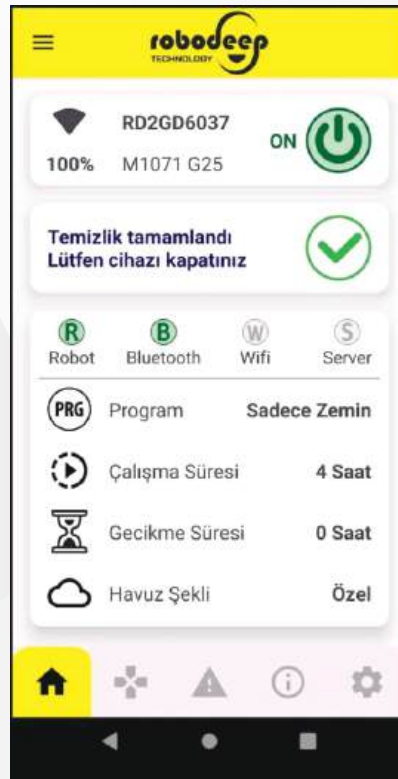 robodeep
TECHNOLOGY
RD2GD6037
ON
100% M1071 G25
Temizlik tamamlandı
Lütfen cihazı kapatınız
R B W S
Robot Bluetooth Wifi Server
PRG Program Sadece Zemin
Çalışma Süresi 4 Saat
Gecikme Süresi 0 Saat
Havuz Şekli Özel